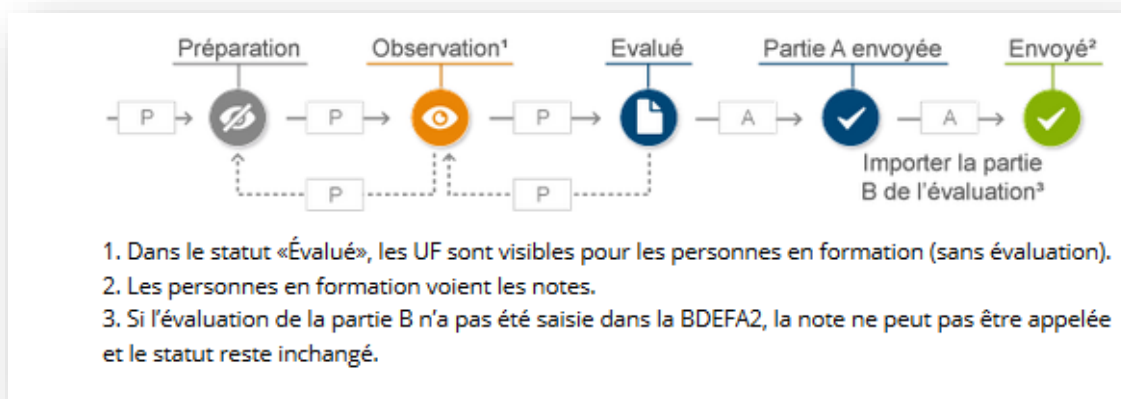 Préparation Observation¹ Evalué Partie A envoyée Envoyé²
P P P A A
Importer la partie
B de l'évaluation³
P P
1. Dans le statut «Évalué», les UF sont visibles pour les personnes en formation (sans évaluation).
2. Les personnes en formation voient les notes.
3. Si l'évaluation de la partie B n'a pas été saisie dans la BDEFA2, la note ne peut pas être appelée
et le statut reste inchangé.